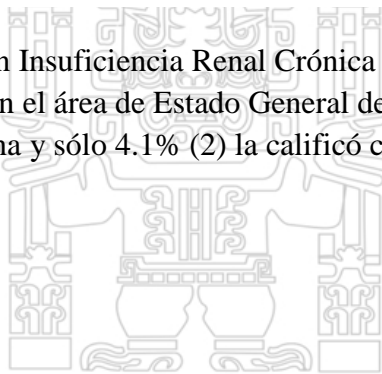 n Insuficiencia Renal Crónica
n el área de Estado General de
na y sólo 4.1% (2) la calificó c